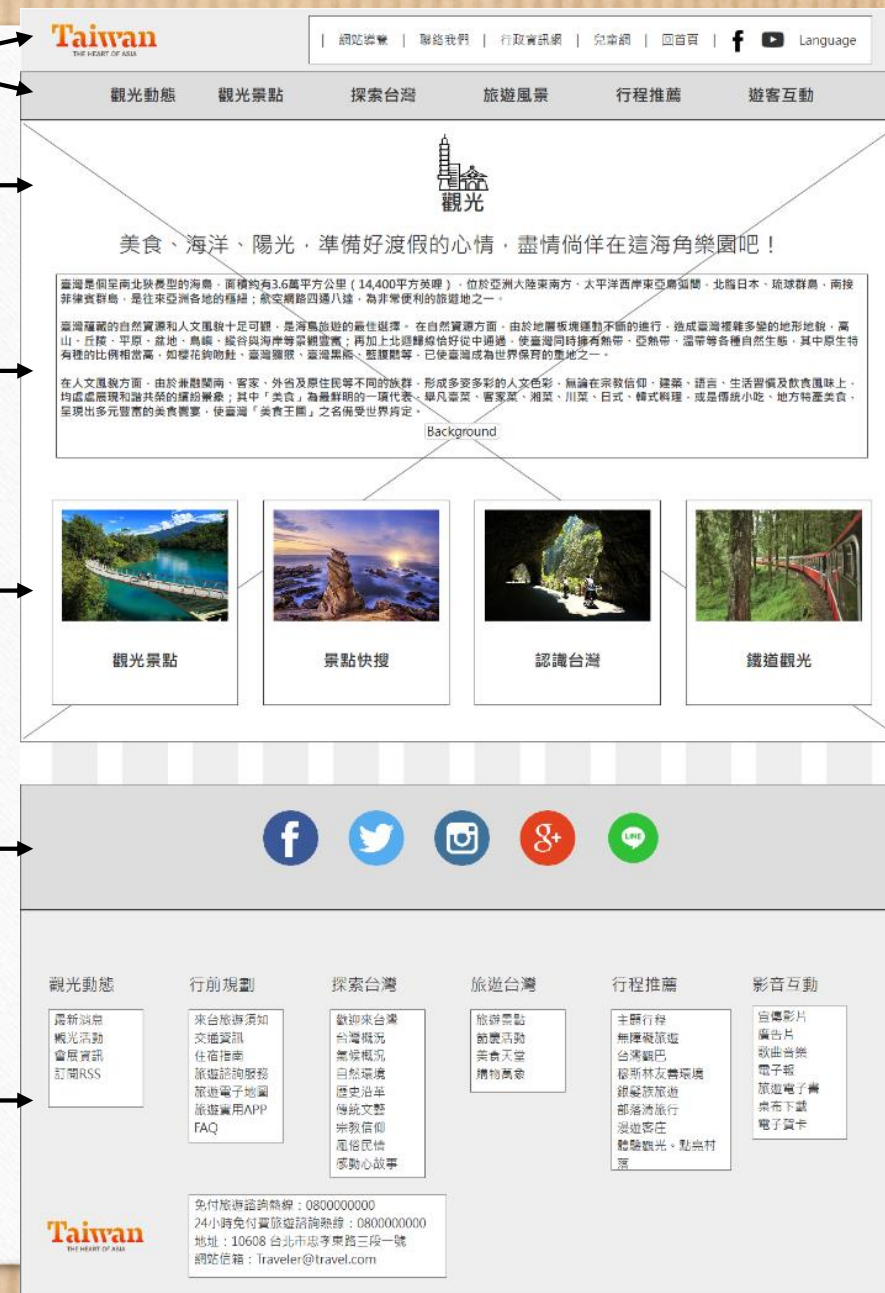 Taiwan
THE HEART OF ASIA
| 網站導覽 | 聯絡我們 | 行政資訊網 | 兒童網 | 回首頁 | f Language
觀光動態 觀光景點 探索台灣 旅遊風景 行程推薦 遊客互動
觀光
美食、海洋、陽光，準備好渡假的心情，盡情倘佯在這海角樂園吧！
臺灣是個呈南北狹長型的海島，面積約有3.6萬平方公里（14,400平方英哩），位於亞洲大陸東南方、太平洋西岸東亞島弧間，北臨日本、琉球群島，南接
菲律賓群島，是往來亞洲各地的樞紐；航空網路四通八達，為非常便利的旅遊地之一。
臺灣蘊藏的自然資源和人文風貌十足可觀，是海島旅遊的最佳選擇。在自然資源方面，由於地層板塊運動不斷的進行，造成臺灣複雜多變的地形地貌，高
山、丘陵、平原、盆地、島嶼、縱谷與海岸等景觀豐富；再加上北迴歸線恰好從中通過，使臺灣同時擁有熱帶、亞熱帶、溫帶等各種自然生態，其中原生特
有種的比例相當高，如櫻花鉤吻鮭、臺灣獼猴、臺灣黑熊、藍腹鷴等，已使臺灣成為世界保育的重地之一。
在人文風貌方面，由於兼融閩南、客家、外省及原住民等不同的族群，形成多姿多彩的人文色彩，無論在宗教信仰、建築、語言、生活習慣及飲食風味上，
均處處展現和諧共榮的繽紛景象；其中「美食」為最鮮明的一項代表，舉凡臺菜、客家菜、湘菜、川菜、日式、韓式料理，或是傳統小吃、地方特產美食，
呈現出多元豐富的美食饗宴，使臺灣「美食王國」之名備受世界肯定。
Background
觀光景點 景點快搜 認識台灣 鐵道觀光
f g+ LINE
觀光動態
最新消息
觀光活動
會展資訊
訂閱RSS
行前規劃
來台旅遊須知
交通資訊
住宿指南
旅遊諮詢服務
旅遊電子地圖
旅遊實用APP
FAQ
探索台灣
歡迎來台灣
台灣概況
氣候概況
自然環境
歷史沿革
傳統文藝
宗教信仰
風俗民情
感動心故事
旅遊台灣
旅遊景點
節慶活動
美食天堂
購物萬象
行程推薦
主題行程
無障礙旅遊
台灣觀巴
穆斯林友善環境
銀髮族旅遊
部落清旅行
漫遊客庄
體驗觀光。點亮村
落
影音互動
宣傳影片
廣告片
歌曲音樂
電子報
旅遊電子書
桌布下載
電子賀卡
Taiwan
THE HEART OF ASIA
免付旅遊諮詢熱線：0800000000
24小時免付費旅遊諮詢熱線：0800000000
地址：10608 台北市忠孝東路三段一號
網站信箱：Traveler@travel.com